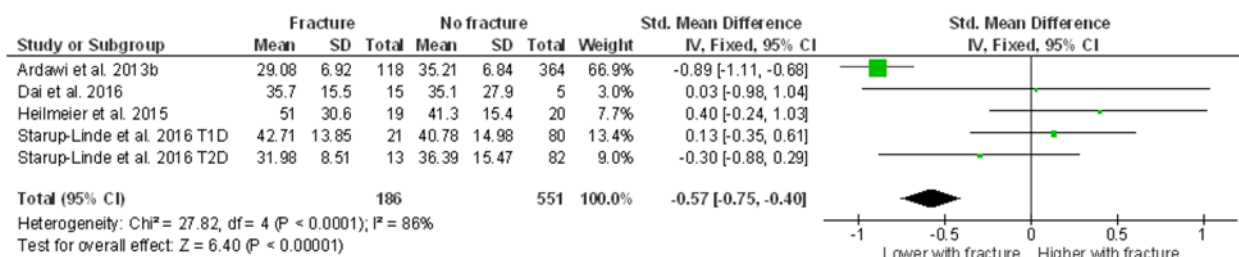 Fracture No fracture Std. Mean Difference Std. Mean Difference
Study or Subgroup Mean SD Total Mean SD Total Weight IV, Fixed, 95% CI IV, Fixed, 95% CI
Ardawi et al. 2013b 29.08 6.92 118 35.21 6.84 364 66.9% -0.89 [-1.11, -0.68]
Dai et al. 2016 35.7 15.5 15 35.1 27.9 5 3.0% 0.03 [-0.98, 1.04]
Heilmeier et al. 2015 51 30.6 19 41.3 15.4 20 7.7% 0.40 [-0.24, 1.03]
Starup-Linde et al. 2016 T1D 42.71 13.85 21 40.78 14.98 80 13.4% 0.13 [-0.35, 0.61]
Starup-Linde et al. 2016 T2D 31.98 8.51 13 36.39 15.47 82 9.0% -0.30 [-0.88, 0.29]
Total (95% CI) 186 551 100.0% -0.57 [-0.75, -0.40]
Heterogeneity: Chi² = 27.82, df = 4 (P < 0.0001); I² = 86%
Test for overall effect: Z = 6.40 (P < 0.00001)
-1 -0.5 0 0.5 1
Lower with fracture Higher with fracture